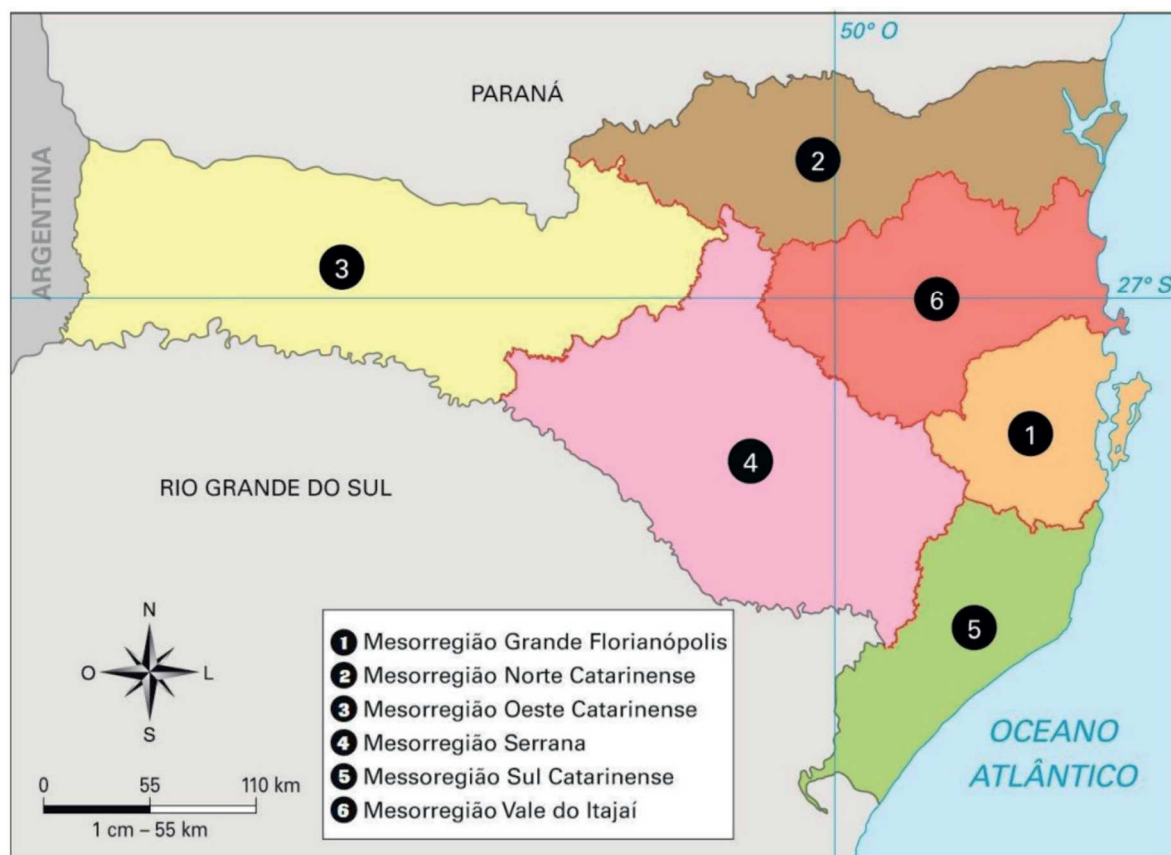 50° O
PARANÁ
ARGENTINA
2
3
27° S
6
1
4
RIO GRANDE DO SUL
5
N
O
L
S
0 55 110 km
1 cm – 55 km
1 Mesorregião Grande Florianópolis
2 Mesorregião Norte Catarinense
3 Mesorregião Oeste Catarinense
4 Mesorregião Serrana
5 Messoregião Sul Catarinense
6 Mesorregião Vale do Itajaí
OCEANO
ATLÂNTICO